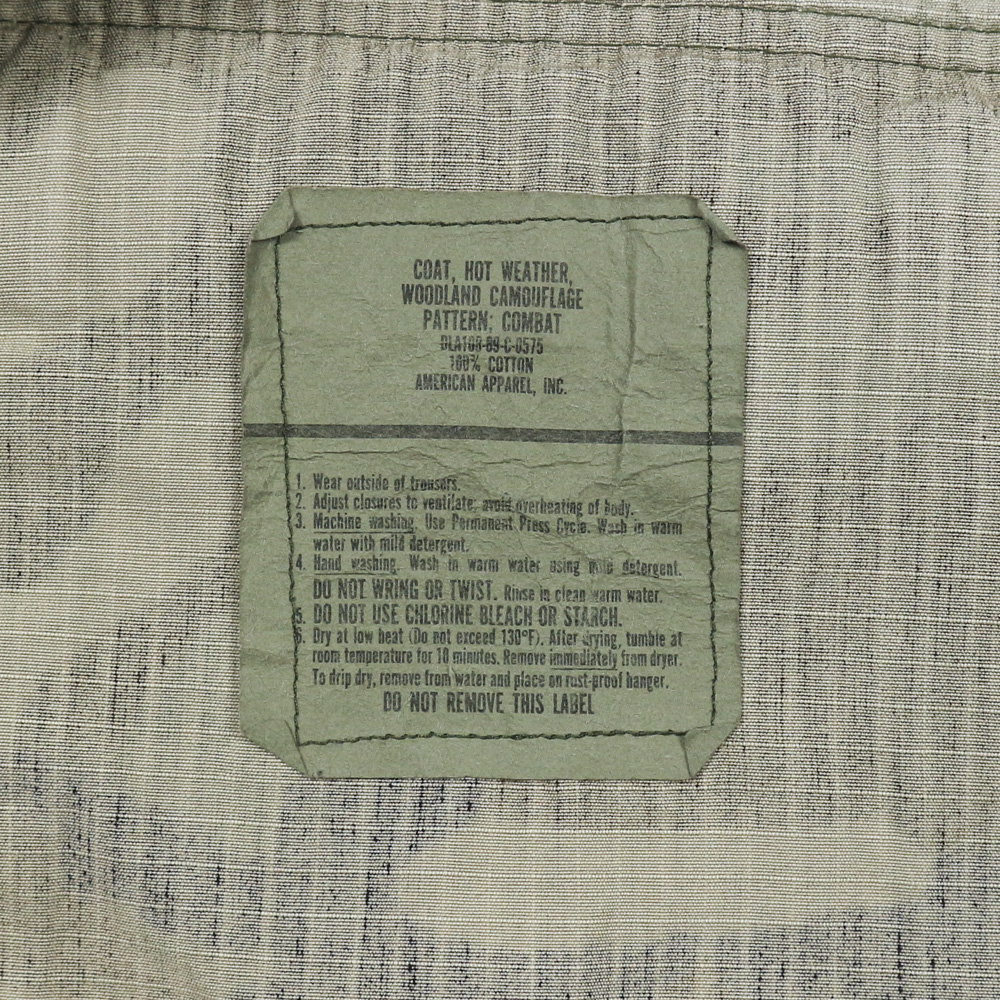 COAT, HOT WEATHER,
WOODLAND CAMOUFLAGE
PATTERN: COMBAT
DLA100-89-C-0575
100% COTTON
AMERICAN APPAREL, INC.
1. Wear outside of trousers.
2. Adjust closures to ventilate; avoid overheating of body.
3. Machine washing. Use Permanent Press Cycle. Wash in warm
water with mild detergent.
4. Hand washing. Wash in warm water using mild detergent.
DO NOT WRING OR TWIST. Rinse in clean warm water.
5. DO NOT USE CHLORINE BLEACH OR STARCH.
6. Dry at low heat (Do not exceed 130°F). After drying, tumble at
room temperature for 10 minutes. Remove immediately from dryer.
To drip dry, remove from water and place on rust-proof hanger.
DO NOT REMOVE THIS LABEL